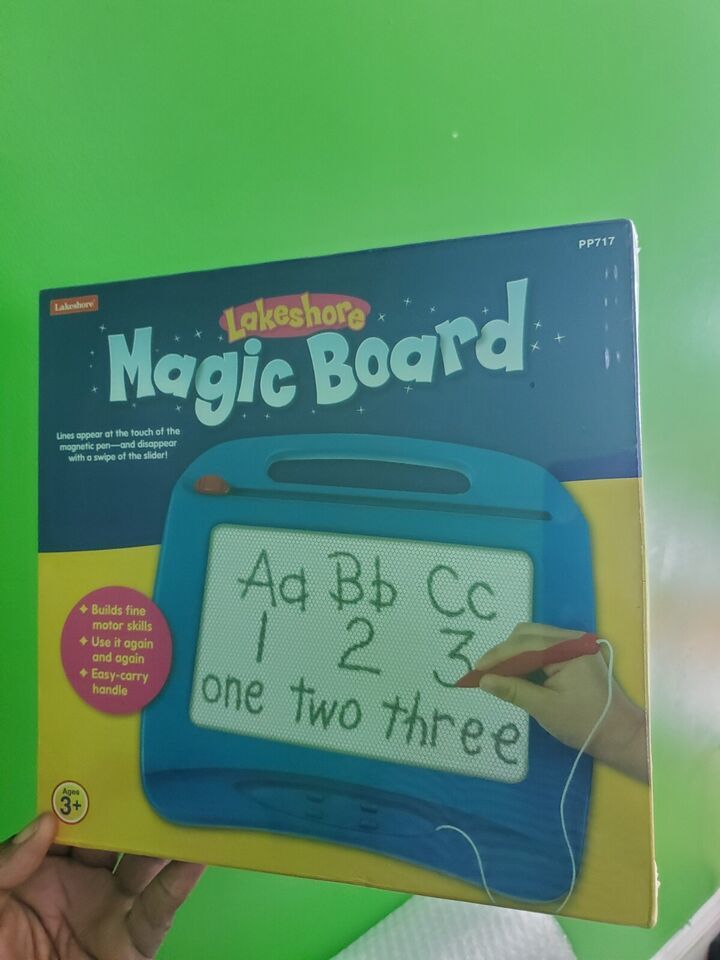 PP717
Lakeshore
Lakeshore
Magic Board
Lines appear at the touch of the
magnetic pen—and disappear
with a swipe of the slider!
Aa Bb Cc
1 2 3
one two three
✦ Builds fine
motor skills
✦ Use it again
and again
✦ Easy-carry
handle
Ages
3+